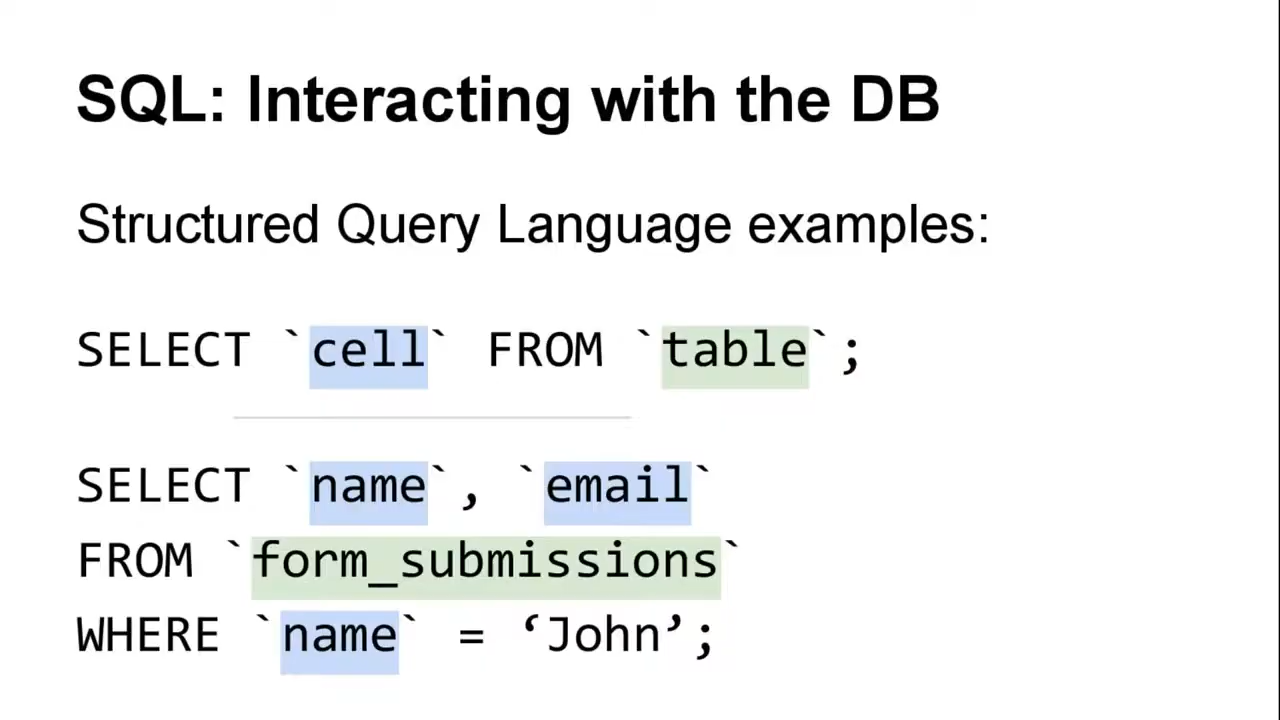 SQL: Interacting with the DB
Structured Query Language examples:
SELECT `cell` FROM `table`;
SELECT `name`, `email`
FROM `form_submissions`
WHERE `name` = ‘John’;